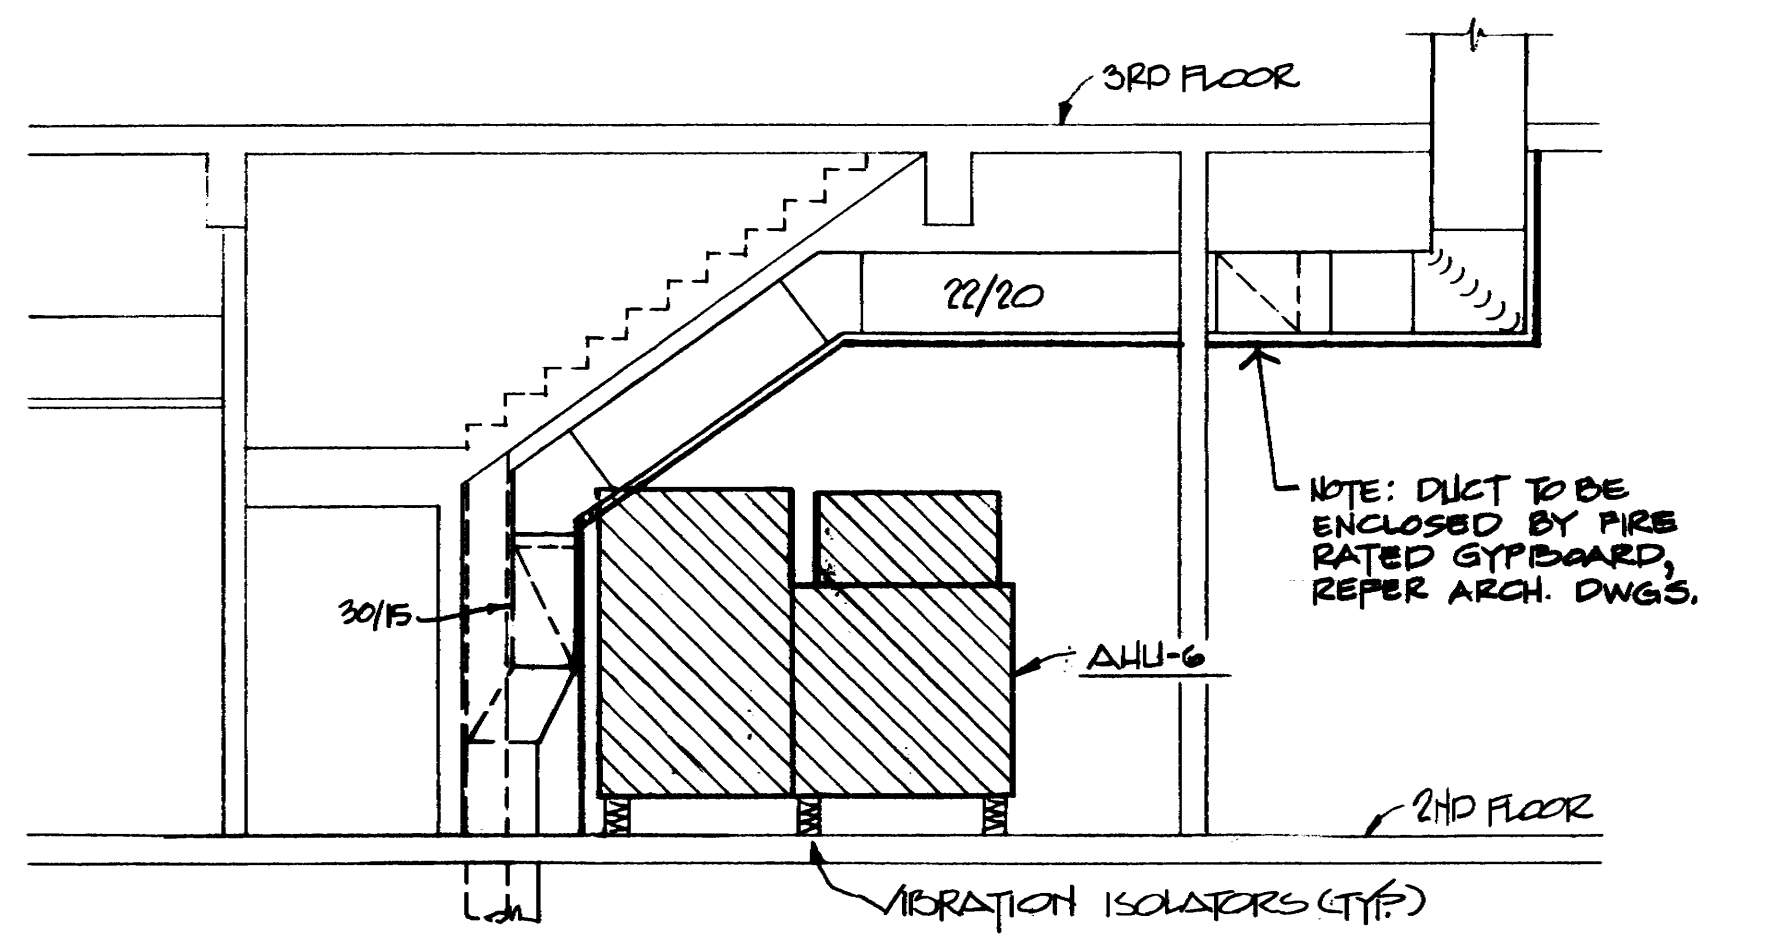 3RD FLOOR
22/20
NOTE: DUCT TO BE
ENCLOSED BY FIRE
RATED GYPBOARD,
REFER ARCH. DWGS.
30/15
AHU-6
2ND FLOOR
VIBRATION ISOLATORS (TYP.)